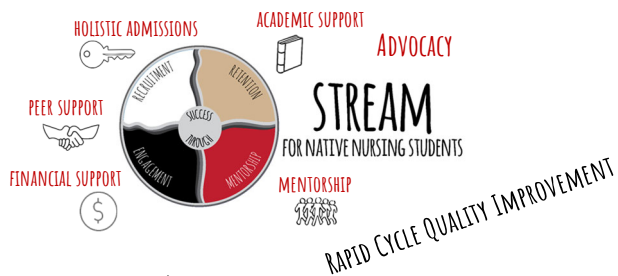 HOLISTIC ADMISSIONS
ACADEMIC SUPPORT
ADVOCACY
RECRUITMENT
RETENTION
PEER SUPPORT
SUCCESS
THROUGH
STREAM
FOR NATIVE NURSING STUDENTS
ENGAGEMENT
MENTORSHIP
FINANCIAL SUPPORT
$
MENTORSHIP
RAPID CYCLE QUALITY IMPROVEMENT